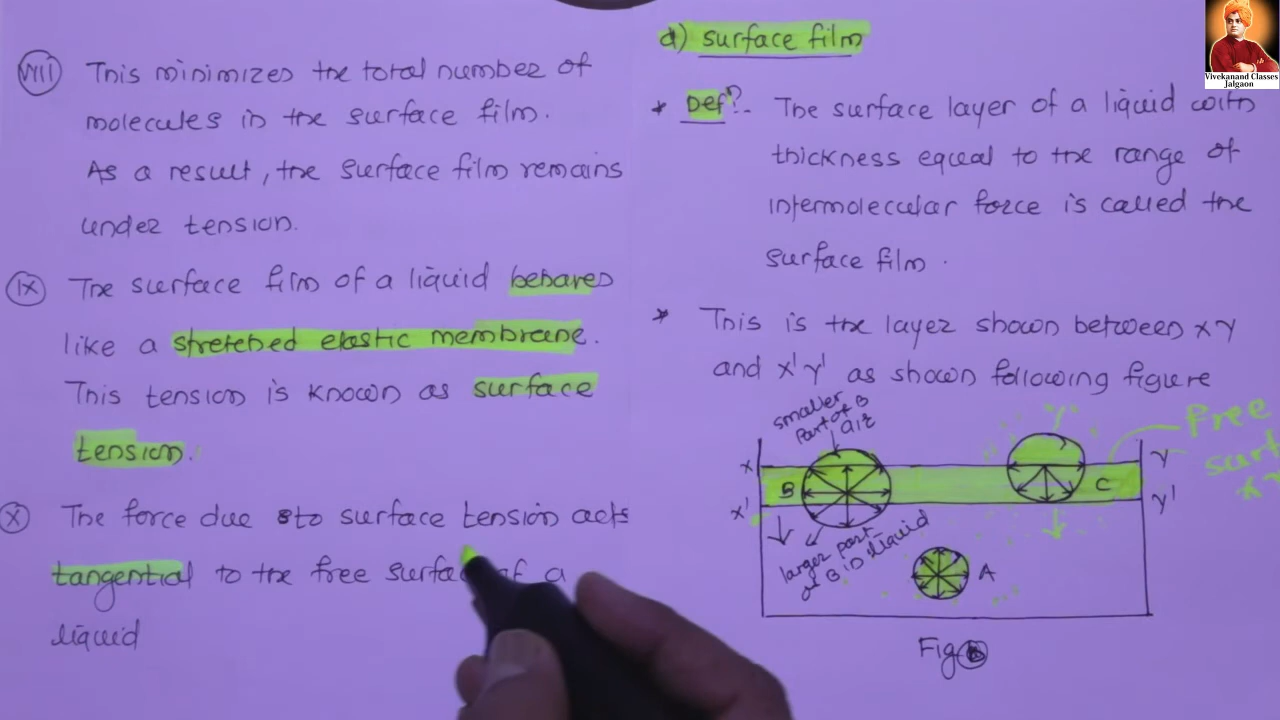 VIII This minimizes the total number of
molecules in the surface film.
As a result, the surface film remains
under tension.
IX The surface film of a liquid behaves
like a stretched elastic membrane.
This tension is known as surface
tension.
X The force due to surface tension acts
tangential to the free surface of a
liquid
d) surface film
* Defⁿ:- The surface layer of a liquid with
thickness equal to the range of
intermolecular force is called the
surface film.
* This is the layer shown between XY
and X'Y' as shown following figure
smaller
part of B
air
Free
X
Y
B
C
X'
Y'
larger part
of B in liquid
A
Fig
Vivekanand Classes
Jalgaon